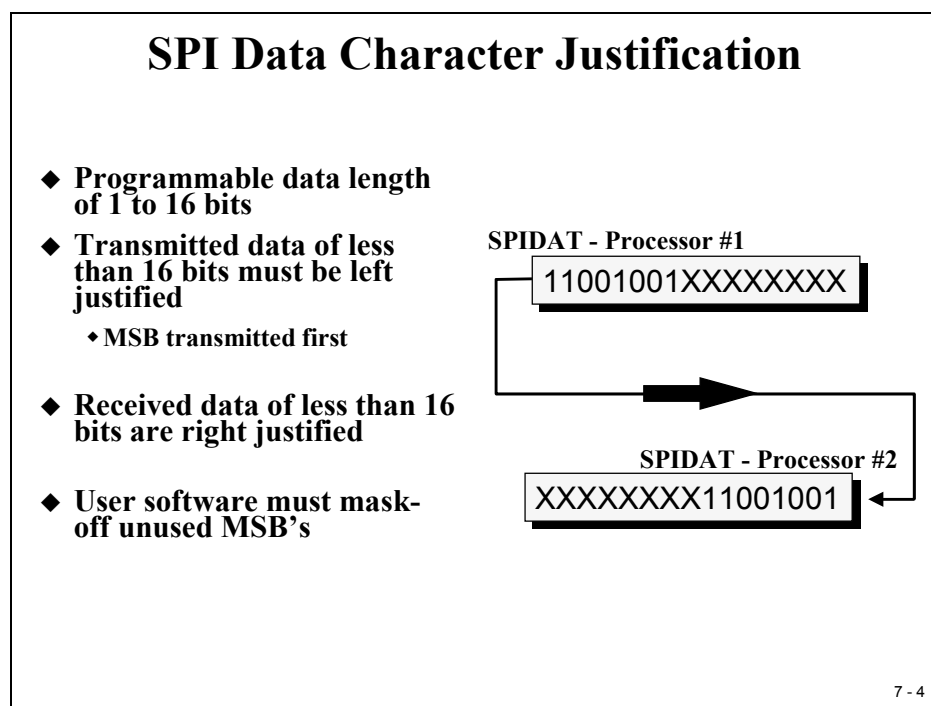 SPI Data Character Justification
◆ Programmable data length
of 1 to 16 bits
◆ Transmitted data of less
than 16 bits must be left
justified
◆ MSB transmitted first
◆ Received data of less than 16
bits are right justified
◆ User software must mask-
off unused MSB’s
SPIDAT - Processor #1
11001001XXXXXXXX
SPIDAT - Processor #2
XXXXXXXX11001001
7 - 4